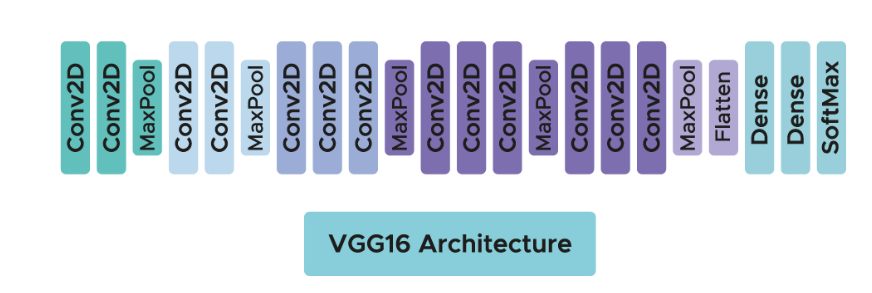 Conv2D
Conv2D
MaxPool
Conv2D
Conv2D
MaxPool
Conv2D
Conv2D
Conv2D
MaxPool
Conv2D
Conv2D
Conv2D
MaxPool
Conv2D
Conv2D
Conv2D
MaxPool
Flatten
Dense
Dense
SoftMax
VGG16 Architecture